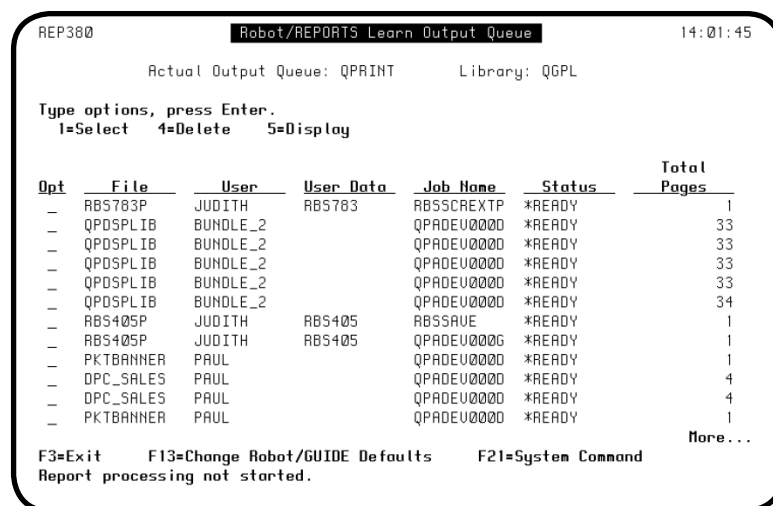 REP380 Robot/REPORTS Learn Output Queue 14:01:45
Actual Output Queue: QPRINT Library: QGPL
Type options, press Enter.
1=Select 4=Delete 5=Display
Total
Opt File User User Data Job Name Status Pages
_ RBS783P JUDITH RBS783 RBSSCREXTP *READY 1
_ QPDSPLIB BUNDLE_2 QPADEV000D *READY 33
_ QPDSPLIB BUNDLE_2 QPADEV000D *READY 33
_ QPDSPLIB BUNDLE_2 QPADEV000D *READY 33
_ QPDSPLIB BUNDLE_2 QPADEV000D *READY 33
_ QPDSPLIB BUNDLE_2 QPADEV000D *READY 34
_ RBS405P JUDITH RBS405 RBSSAVE *READY 1
_ RBS405P JUDITH RBS405 QPADEV000G *READY 1
_ PKTBANNER PAUL QPADEV000D *READY 1
_ DPC_SALES PAUL QPADEV000D *READY 4
_ DPC_SALES PAUL QPADEV000D *READY 4
_ PKTBANNER PAUL QPADEV000D *READY 1
More...
F3=Exit F13=Change Robot/GUIDE Defaults F21=System Command
Report processing not started.